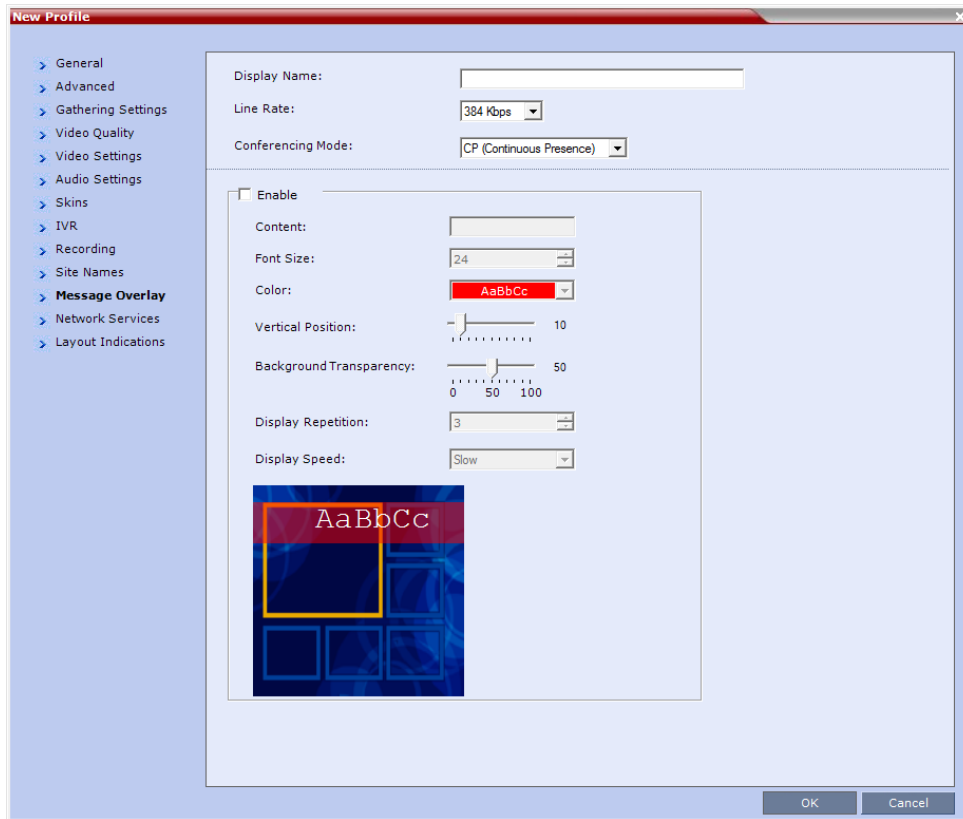 New Profile
General
Advanced
Gathering Settings
Video Quality
Video Settings
Audio Settings
Skins
IVR
Recording
Site Names
Message Overlay
Network Services
Layout Indications
Display Name:
Line Rate: 384 Kbps
Conferencing Mode: CP (Continuous Presence)
Enable
Content:
Font Size: 24
Color: AaBbCc
Vertical Position: 10
Background Transparency: 50
0 50 100
Display Repetition: 3
Display Speed: Slow
AaBbCc
OK Cancel